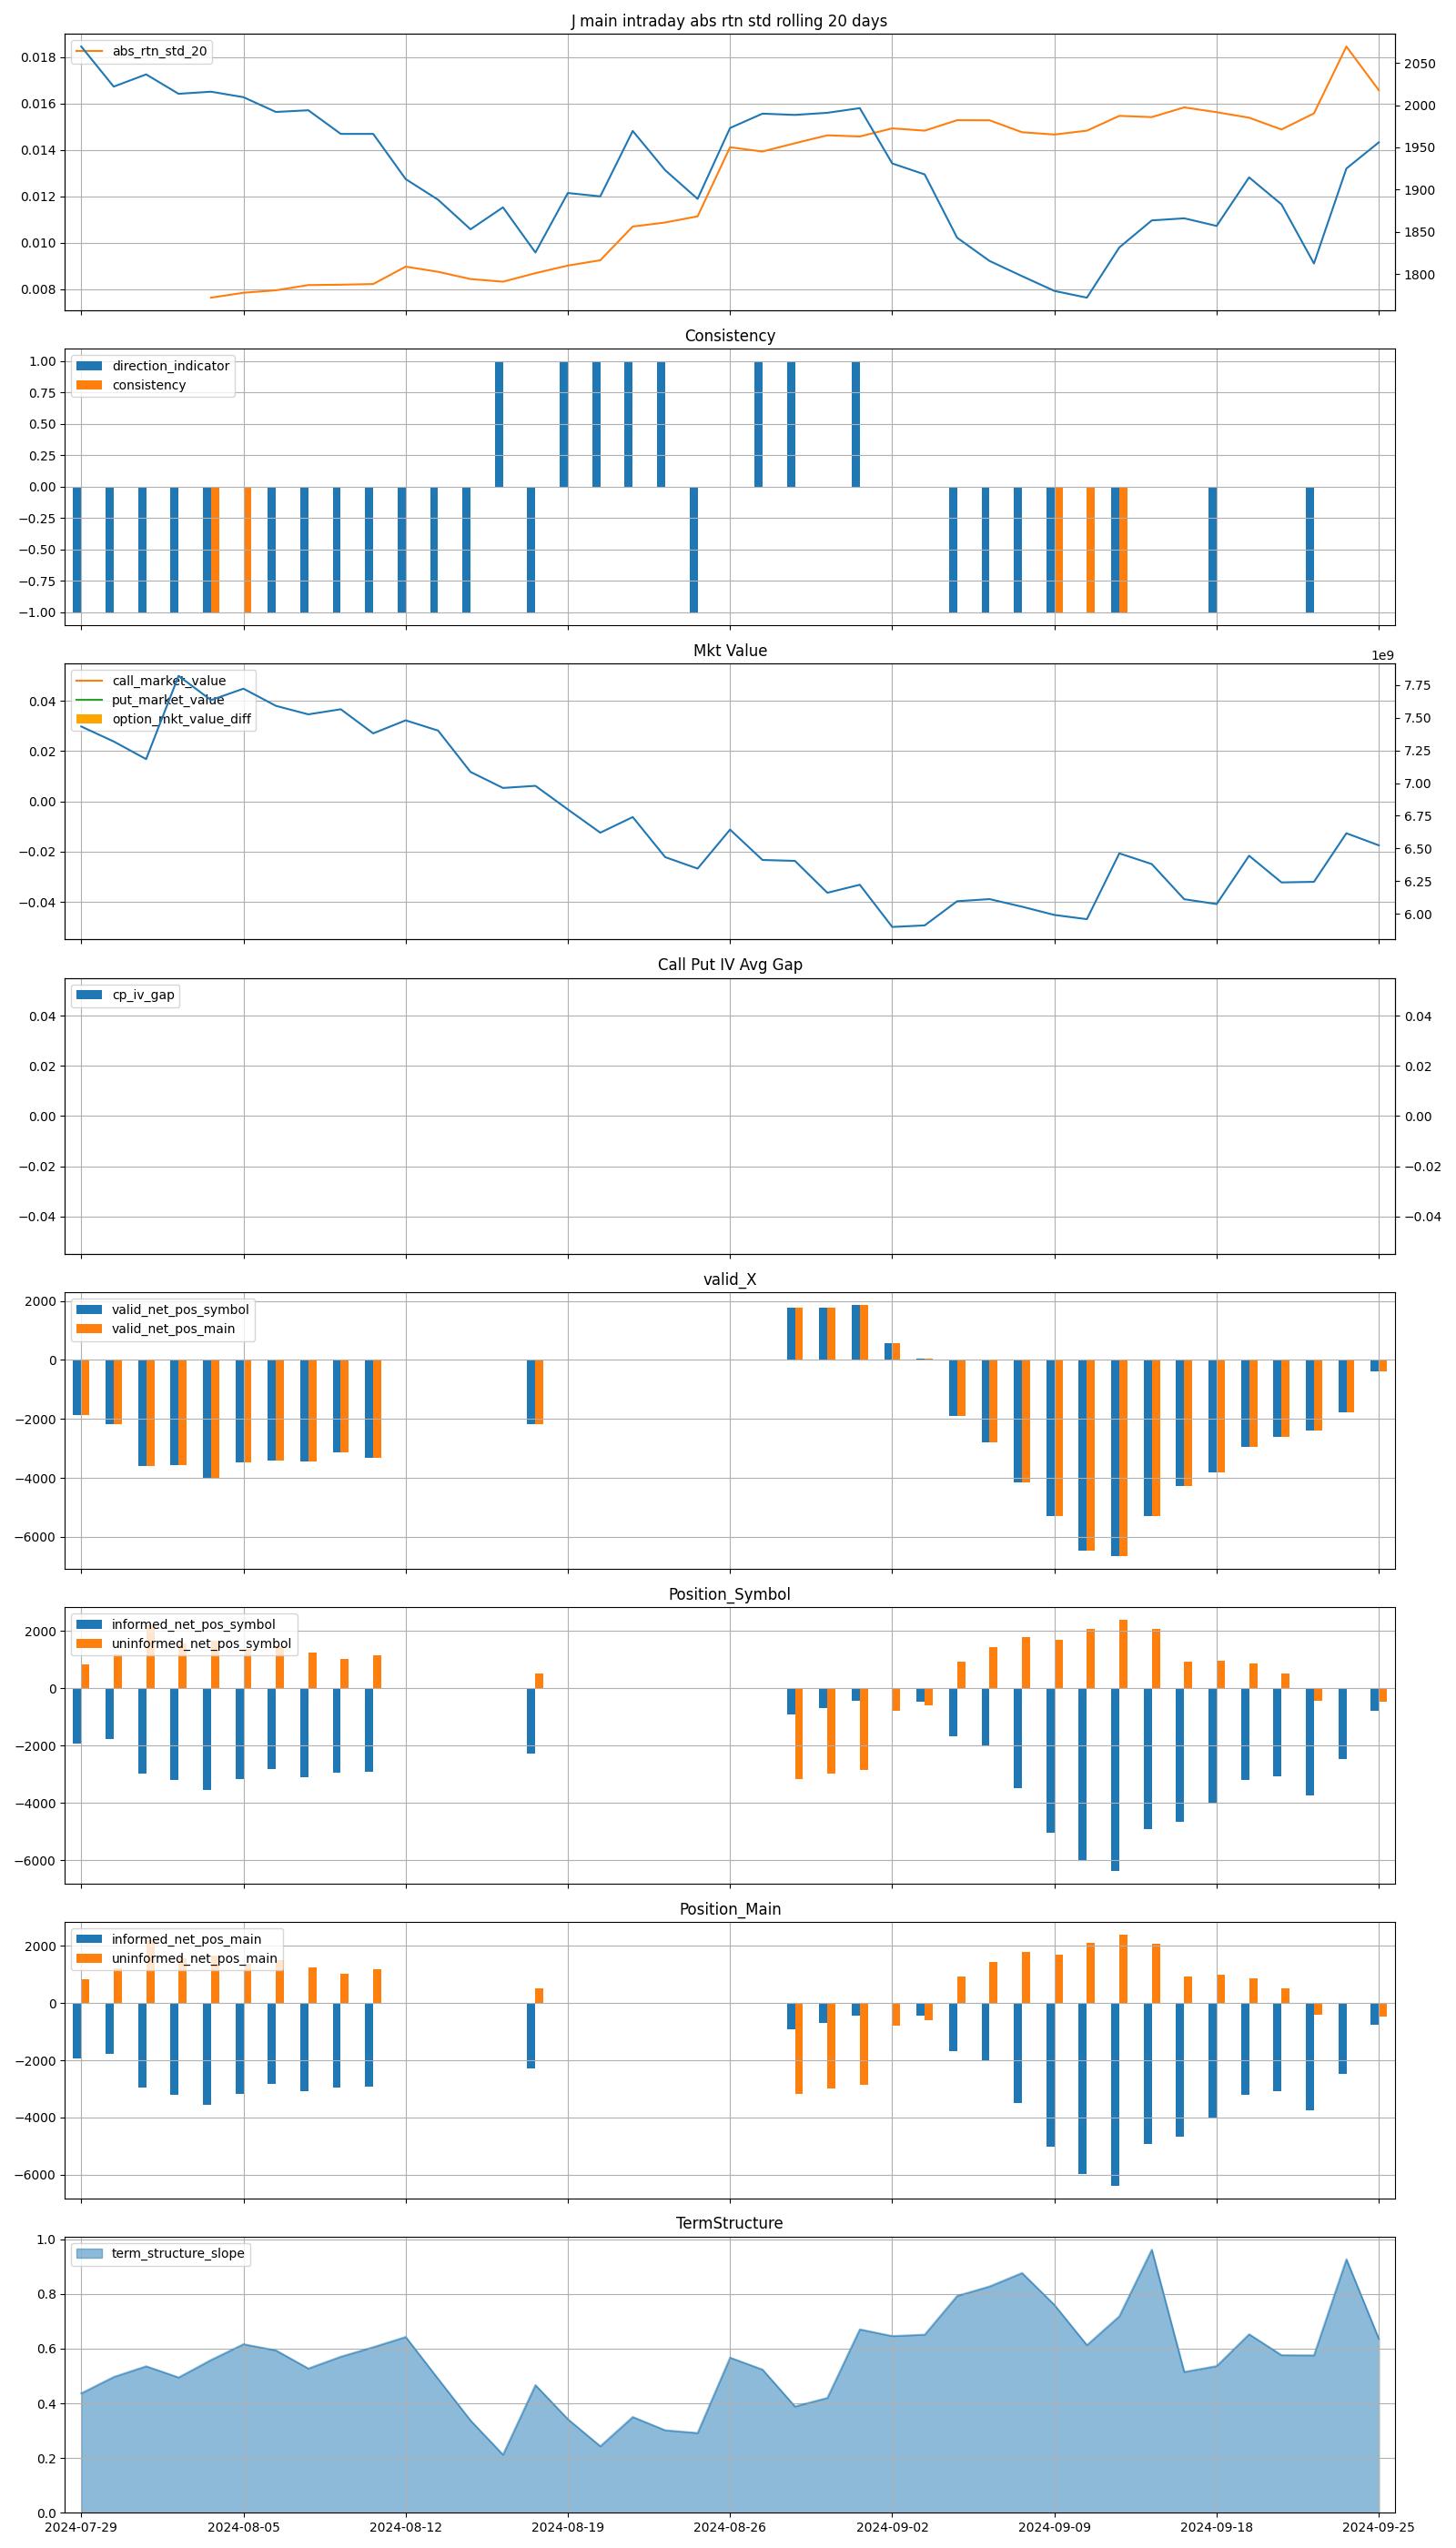 J main intraday abs rtn std rolling 20 days
abs_rtn_std_20
0.018
0.016
0.014
0.012
0.010
0.008
2050
2000
1950
1900
1850
1800
Consistency
direction_indicator
consistency
1.00
0.75
0.50
0.25
0.00
−0.25
−0.50
−0.75
−1.00
Mkt Value
1e9
call_market_value
put_market_value
option_mkt_value_diff
0.04
0.02
0.00
−0.02
−0.04
7.75
7.50
7.25
7.00
6.75
6.50
6.25
6.00
Call Put IV Avg Gap
cp_iv_gap
0.04
0.02
0.00
−0.02
−0.04
0.04
0.02
0.00
−0.02
−0.04
valid_X
valid_net_pos_symbol
valid_net_pos_main
2000
0
−2000
−4000
−6000
Position_Symbol
informed_net_pos_symbol
uninformed_net_pos_symbol
2000
0
−2000
−4000
−6000
Position_Main
informed_net_pos_main
uninformed_net_pos_main
2000
0
−2000
−4000
−6000
TermStructure
term_structure_slope
1.0
0.8
0.6
0.4
0.2
0.0
2024-07-29 2024-08-05 2024-08-12 2024-08-19 2024-08-26 2024-09-02 2024-09-09 2024-09-18 2024-09-25